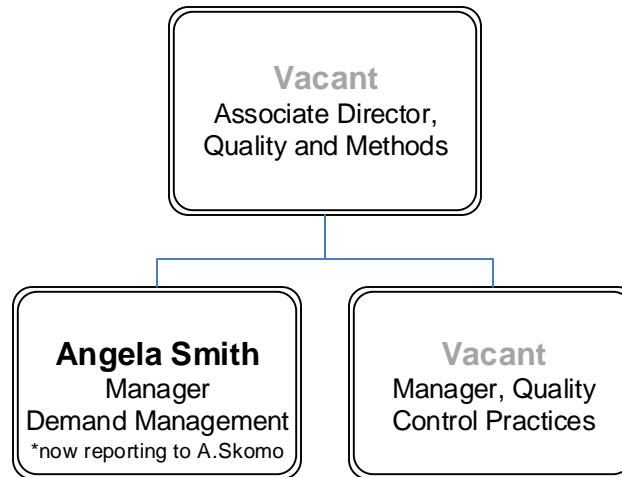 Vacant
Associate Director,
Quality and Methods
Angela Smith
Manager
Demand Management
*now reporting to A.Skomo
Vacant
Manager, Quality
Control Practices